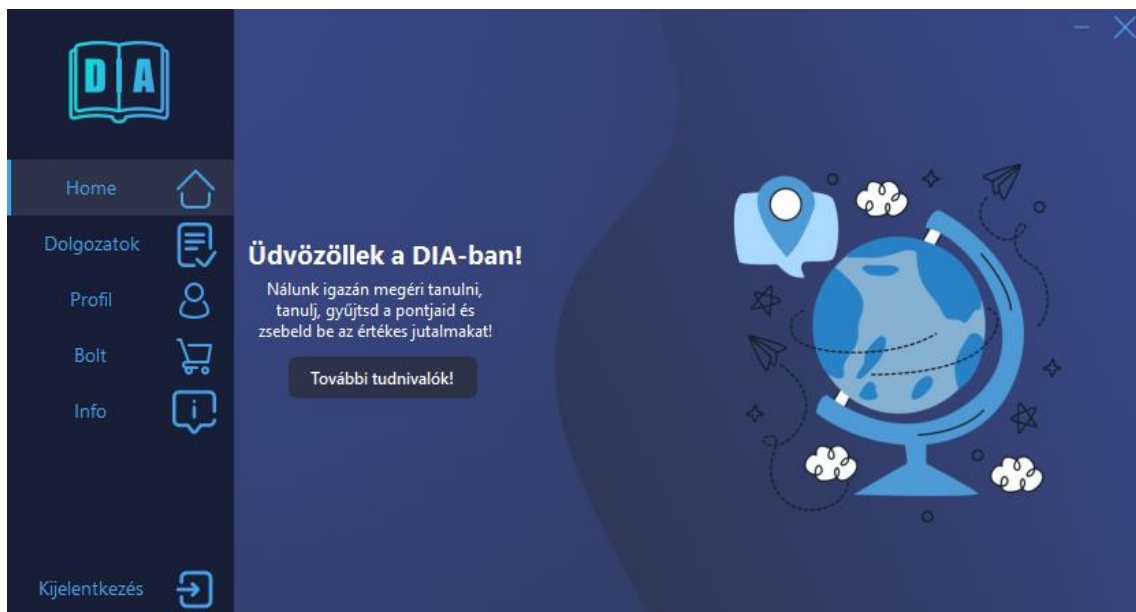 DIA
Home
Dolgozatok
Profil
Bolt
Info
Kijelentkezés
Üdvözöllek a DIA-ban!
Nálunk igazán megéri tanulni,
tanulj, gyűjtsd a pontjaid és
zsebeld be az értékes jutalmakat!
További tudnivalók!